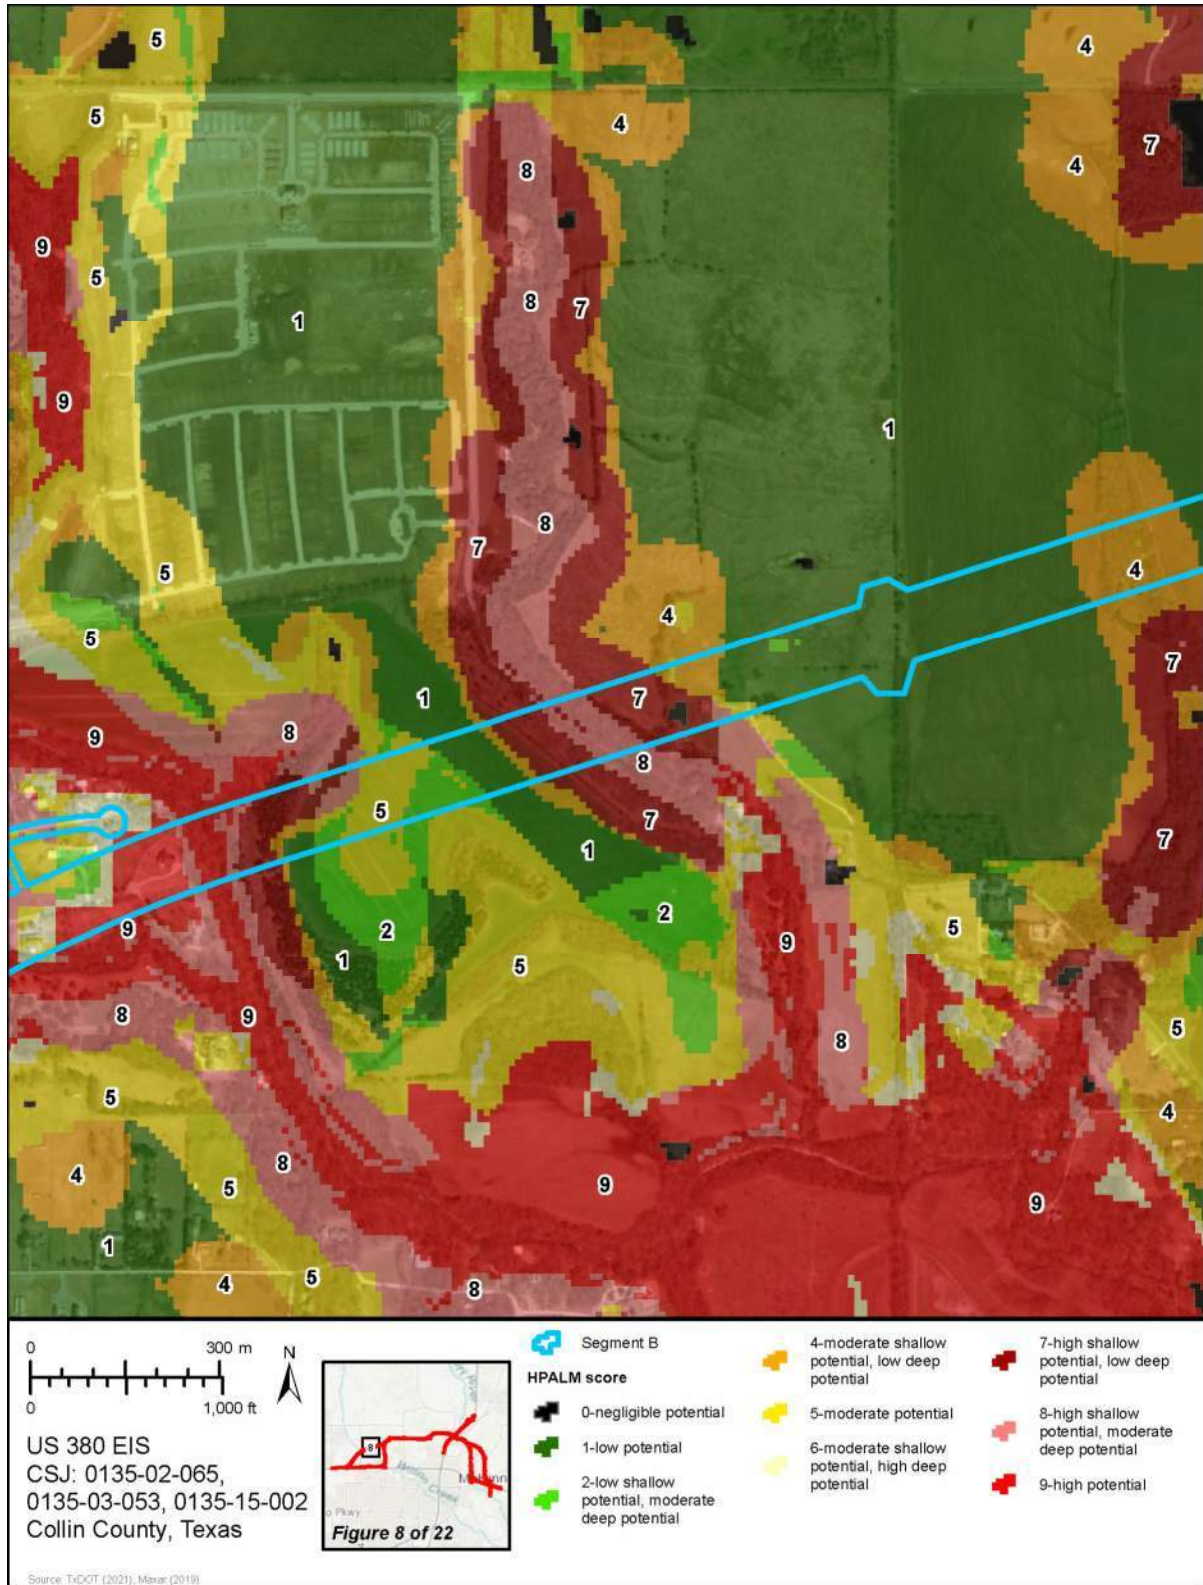 5
4
5
4
8
7
4
9
5
8
7
1
9
1
8
7
5
4
4
5
7
1
7
8
9
8
5
7
7
1
2
5
9
2
1
5
9
8
9
8
5
5
4
8
4
5
9
9
1
4
5
8
0 300 m N
0 1,000 ft
US 380 EIS
CSJ: 0135-02-065,
0135-03-053, 0135-15-002
Collin County, Texas
Source: TxDOT (2021), Maxar (2019)
8
Figure 8 of 22
Segment B
HPALM score
0-negligible potential
1-low potential
2-low shallow
potential, moderate
deep potential
4-moderate shallow
potential, low deep
potential
5-moderate potential
6-moderate shallow
potential, high deep
potential
7-high shallow
potential, low deep
potential
8-high shallow
potential, moderate
deep potential
9-high potential